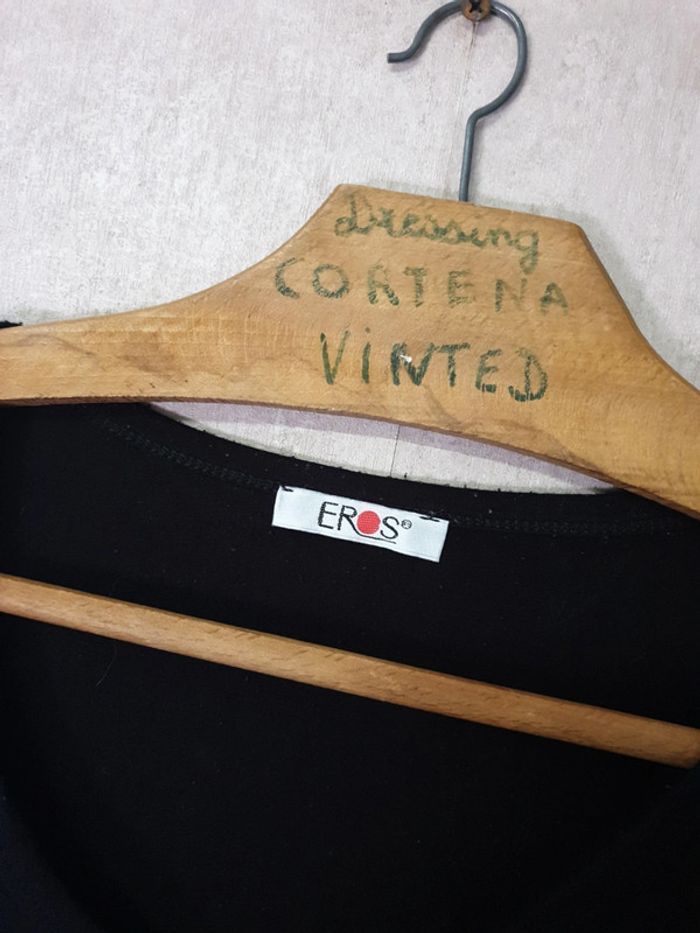 Dressing
CORTENA
ViNTED
EROS®